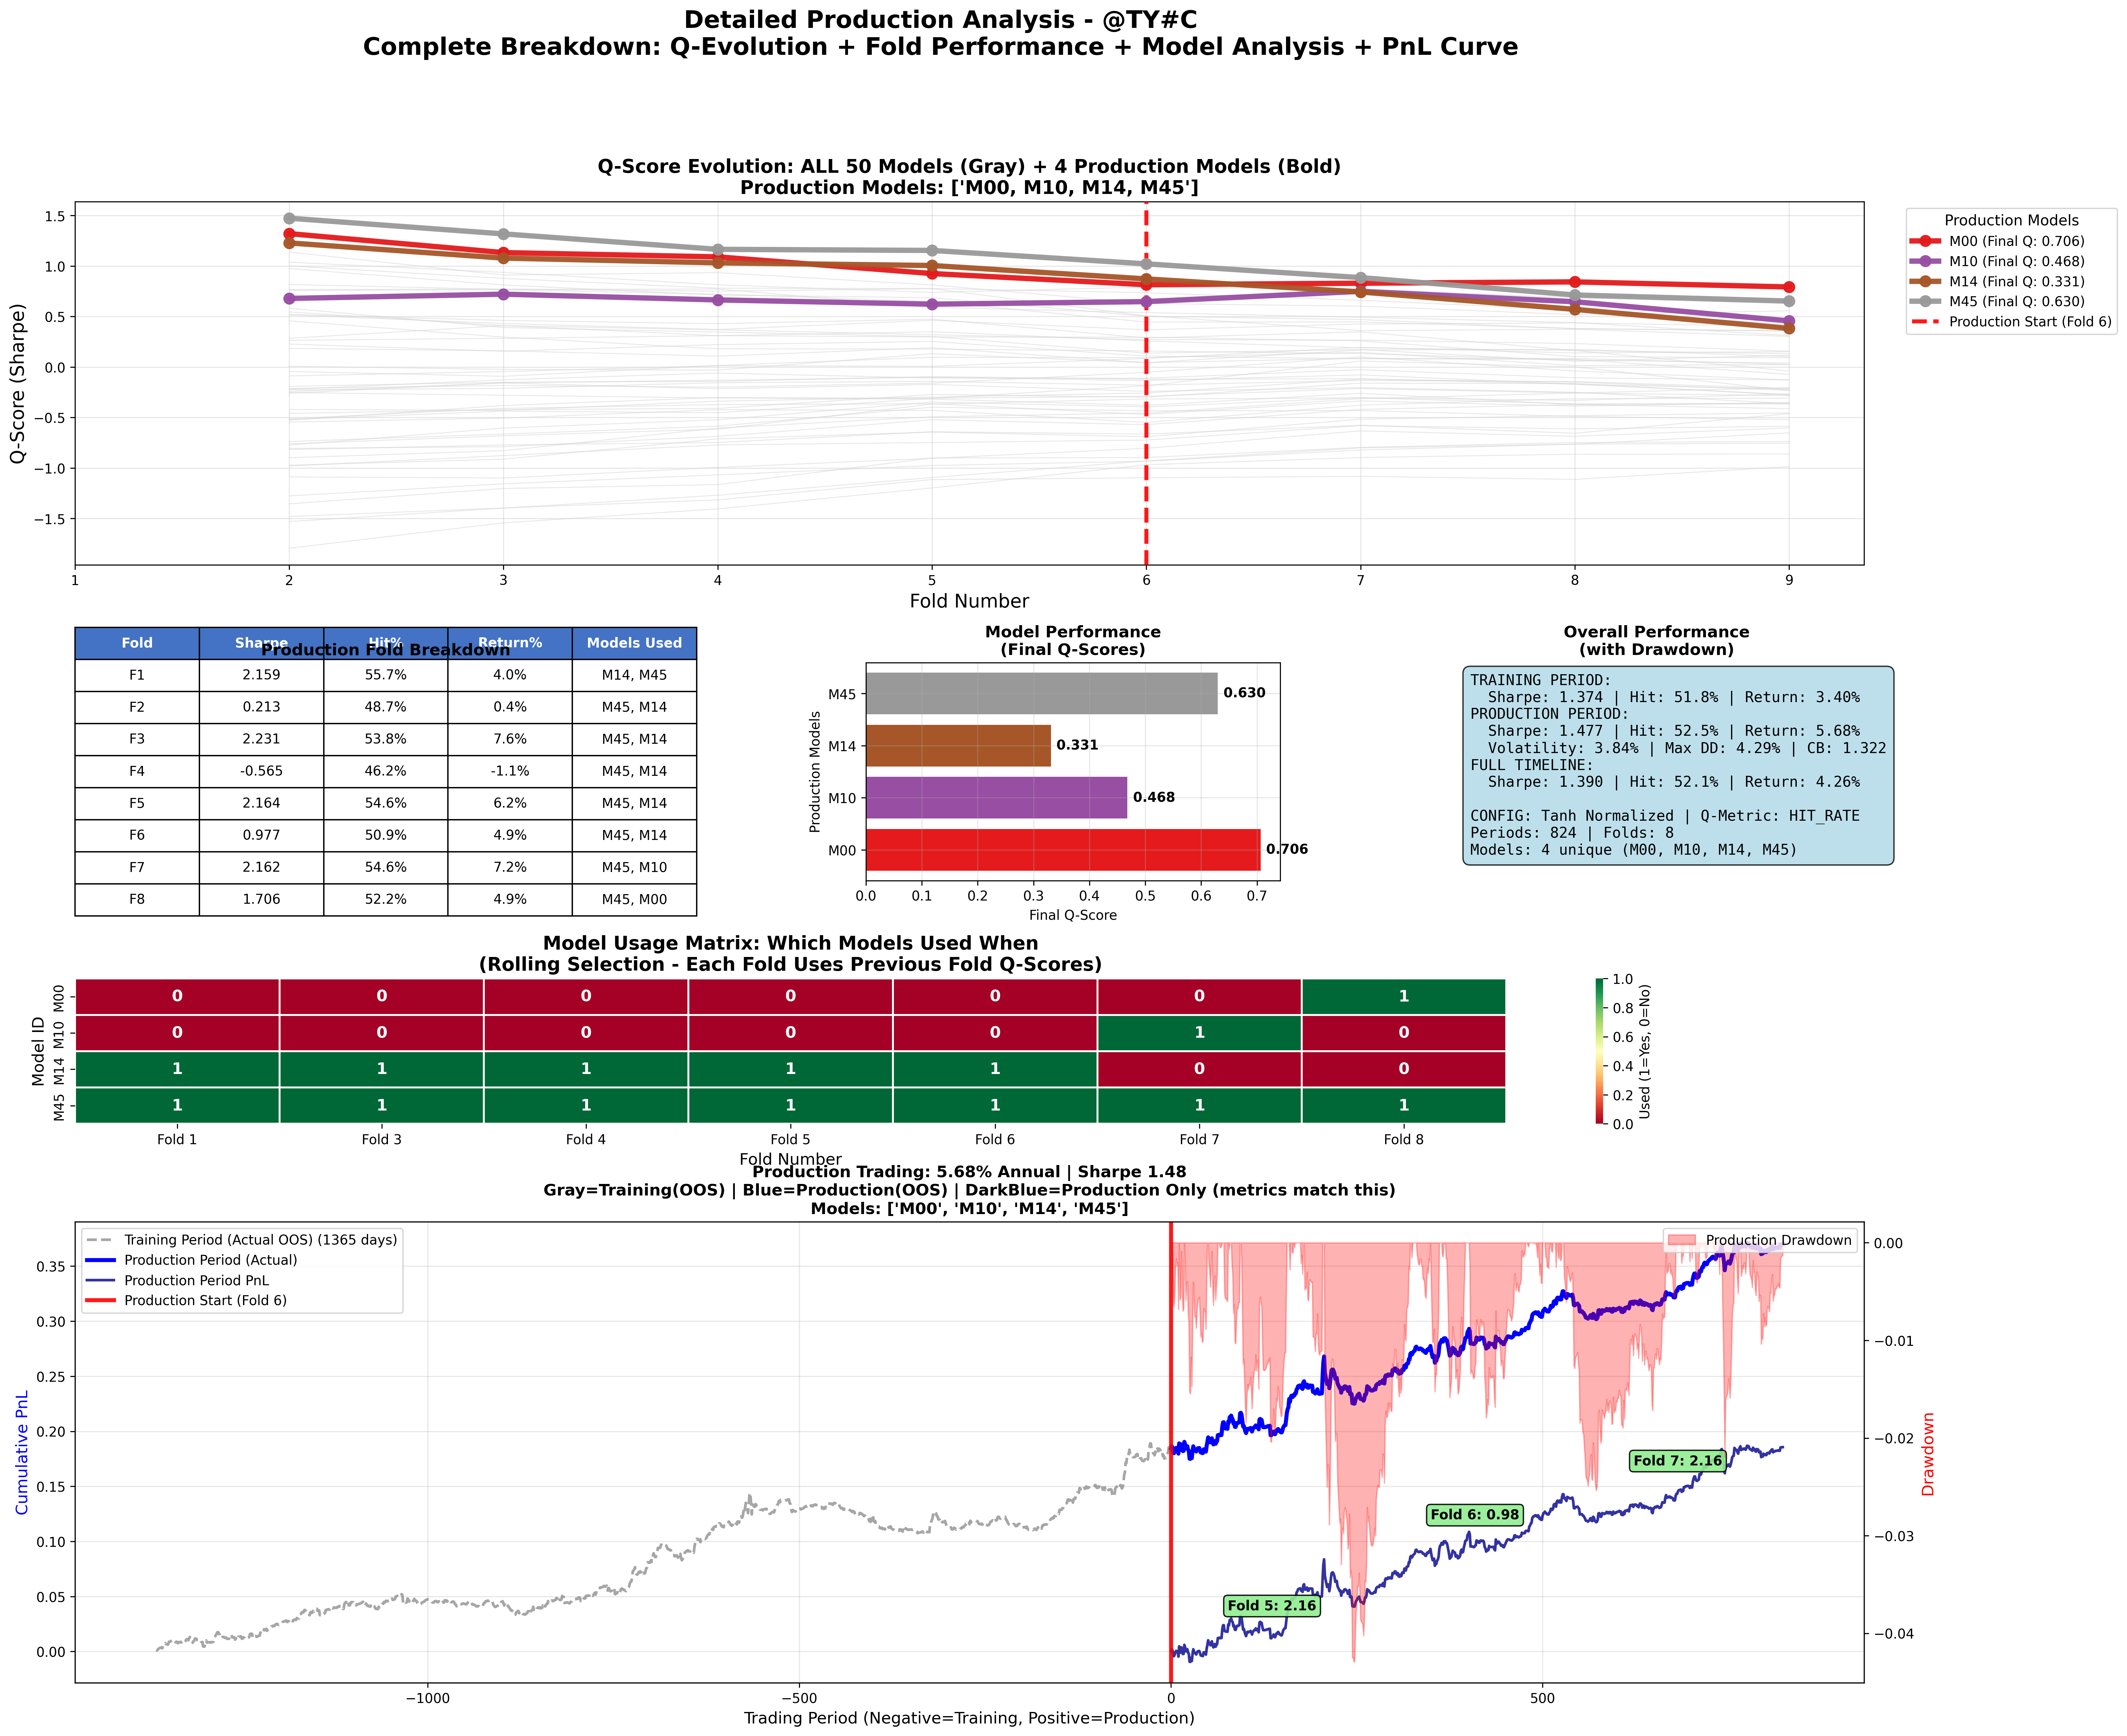 Detailed Production Analysis - @TY#C
Complete Breakdown: Q-Evolution + Fold Performance + Model Analysis + PnL Curve
Q-Score Evolution: ALL 50 Models (Gray) + 4 Production Models (Bold)
Production Models: ['M00, M10, M14, M45']
Q-Score (Sharpe)
1.5
1.0
0.5
0.0
−0.5
−1.0
−1.5
1 2 3 4 5 6 7 8 9
Fold Number
Production Models
M00 (Final Q: 0.706)
M10 (Final Q: 0.468)
M14 (Final Q: 0.331)
M45 (Final Q: 0.630)
Production Start (Fold 6)
Production Fold Breakdown
Fold Sharpe Hit% Return% Models Used
F1 2.159 55.7% 4.0% M14, M45
F2 0.213 48.7% 0.4% M45, M14
F3 2.231 53.8% 7.6% M45, M14
F4 -0.565 46.2% -1.1% M45, M14
F5 2.164 54.6% 6.2% M45, M14
F6 0.977 50.9% 4.9% M45, M14
F7 2.162 54.6% 7.2% M45, M10
F8 1.706 52.2% 4.9% M45, M00
Model Performance
(Final Q-Scores)
Production Models
M45 0.630
M14 0.331
M10 0.468
M00 0.706
0.0 0.1 0.2 0.3 0.4 0.5 0.6 0.7
Final Q-Score
Overall Performance
(with Drawdown)
TRAINING PERIOD:
Sharpe: 1.374 | Hit: 51.8% | Return: 3.40%
PRODUCTION PERIOD:
Sharpe: 1.477 | Hit: 52.5% | Return: 5.68%
Volatility: 3.84% | Max DD: 4.29% | CB: 1.322
FULL TIMELINE:
Sharpe: 1.390 | Hit: 52.1% | Return: 4.26%
CONFIG: Tanh Normalized | Q-Metric: HIT_RATE
Periods: 824 | Folds: 8
Models: 4 unique (M00, M10, M14, M45)
Model Usage Matrix: Which Models Used When
(Rolling Selection - Each Fold Uses Previous Fold Q-Scores)
Model ID
M00 0 0 0 0 0 0 1
M10 0 0 0 0 0 1 0
M14 1 1 1 1 1 0 0
M45 1 1 1 1 1 1 1
Fold 1 Fold 3 Fold 4 Fold 5 Fold 6 Fold 7 Fold 8
Fold Number
1.0
0.8
0.6
0.4
0.2
0.0
Used (1=Yes, 0=No)
Production Trading: 5.68% Annual | Sharpe 1.48
Gray=Training(OOS) | Blue=Production(OOS) | DarkBlue=Production Only (metrics match this)
Models: ['M00', 'M10', 'M14', 'M45']
Training Period (Actual OOS) (1365 days)
Production Period (Actual)
Production Period PnL
Production Start (Fold 6)
Production Drawdown
Cumulative PnL
0.35
0.30
0.25
0.20
0.15
0.10
0.05
0.00
Fold 5: 2.16
Fold 6: 0.98
Fold 7: 2.16
0.00
−0.01
−0.02
−0.03
−0.04
Drawdown
−1000 −500 0 500
Trading Period (Negative=Training, Positive=Production)